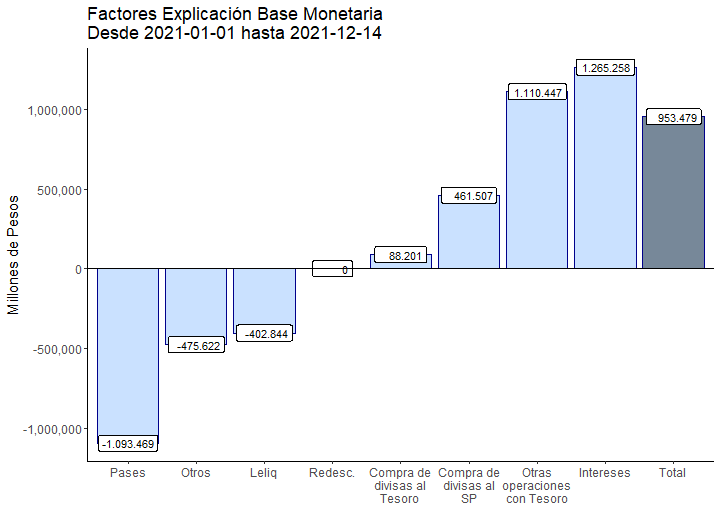 Factores Explicación Base Monetaria
Desde 2021-01-01 hasta 2021-12-14
Millones de Pesos
1,000,000
500,000
0
-500,000
-1,000,000
-1.093.469
-475.622
-402.844
0
88.201
461.507
1.110.447
1.265.258
953.479
Pases
Otros
Leliq
Redesc.
Compra de
divisas al
Tesoro
Compra de
divisas al
SP
Otras
operaciones
con Tesoro
Intereses
Total